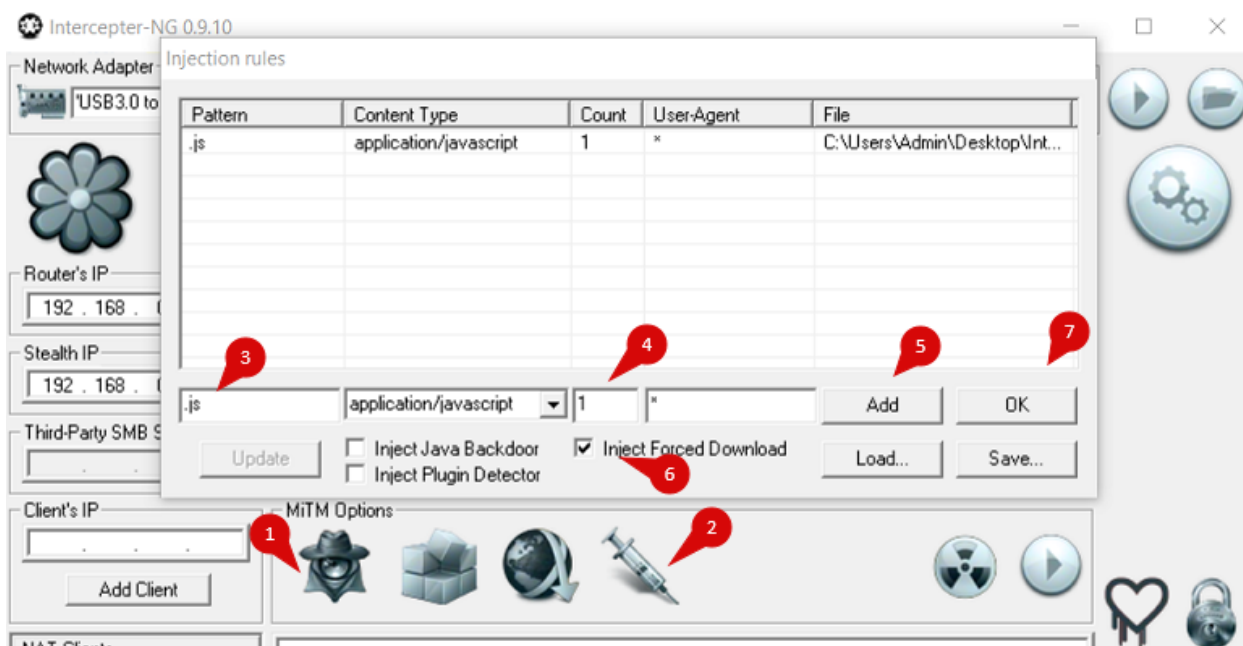 Intercepter-NG 0.9.10
Injection rules
Network Adapter
'USB3.0 to
Pattern Content Type Count User-Agent File
.js application/javascript 1 * C:\Users\Admin\Desktop\Int...
Router's IP
192 . 168 .
Stealth IP
192 . 168 .
3
4
5
7
.js application/javascript 1 * Add OK
Third-Party SMB S
Update Inject Java Backdoor Inject Forced Download Load... Save...
Inject Plugin Detector
6
Client's IP
MiTM Options
. . .
1
2
Add Client
NAT Clients